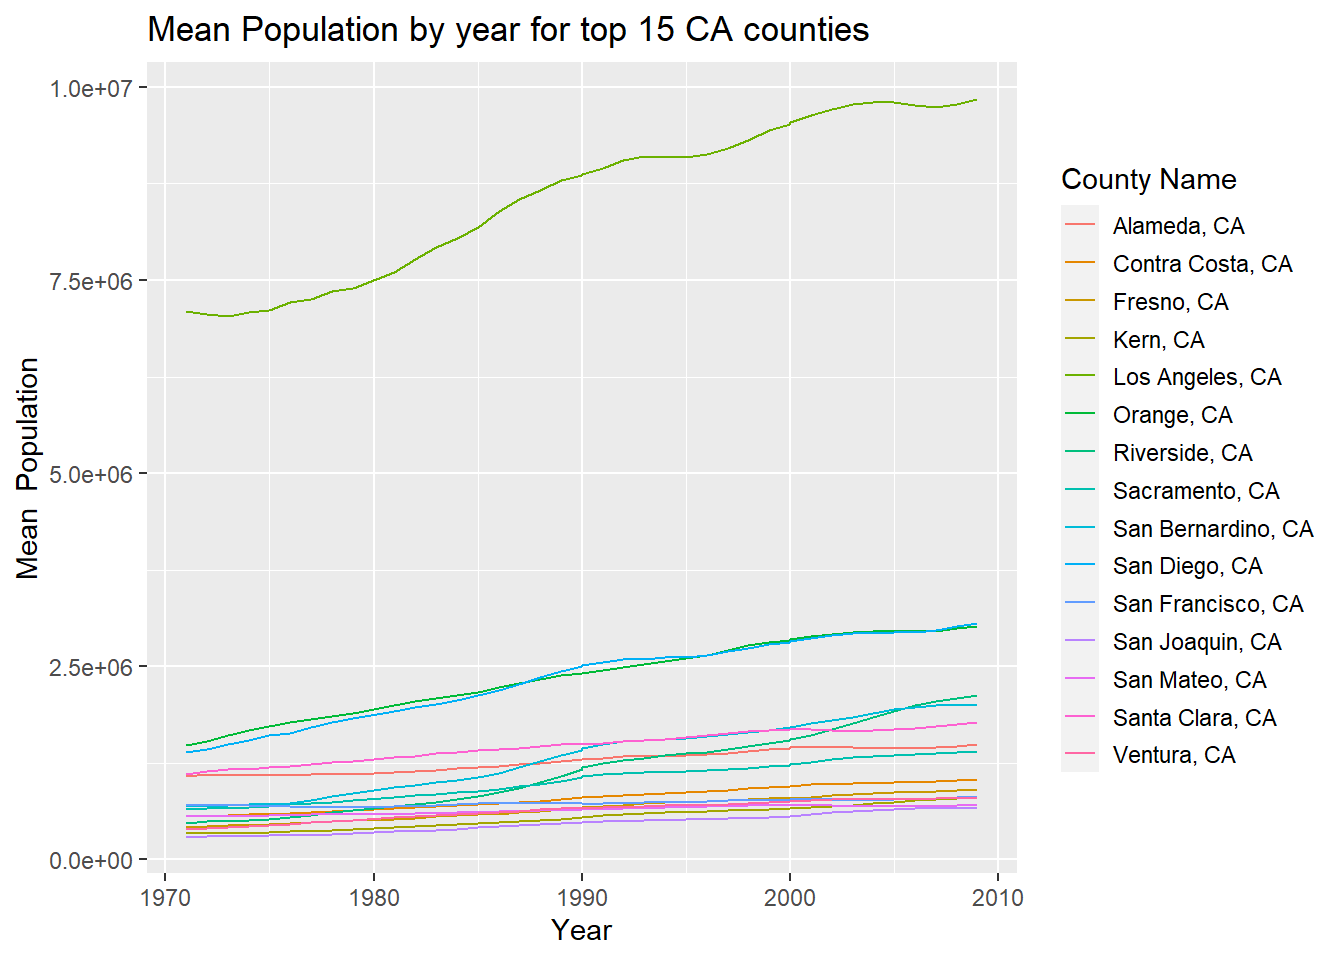 Mean Population by year for top 15 CA counties
1.0e+07
7.5e+06
5.0e+06
2.5e+06
0.0e+00
Mean  Population
1970 1980 1990 2000 2010
Year
County Name
Alameda, CA
Contra Costa, CA
Fresno, CA
Kern, CA
Los Angeles, CA
Orange, CA
Riverside, CA
Sacramento, CA
San Bernardino, CA
San Diego, CA
San Francisco, CA
San Joaquin, CA
San Mateo, CA
Santa Clara, CA
Ventura, CA